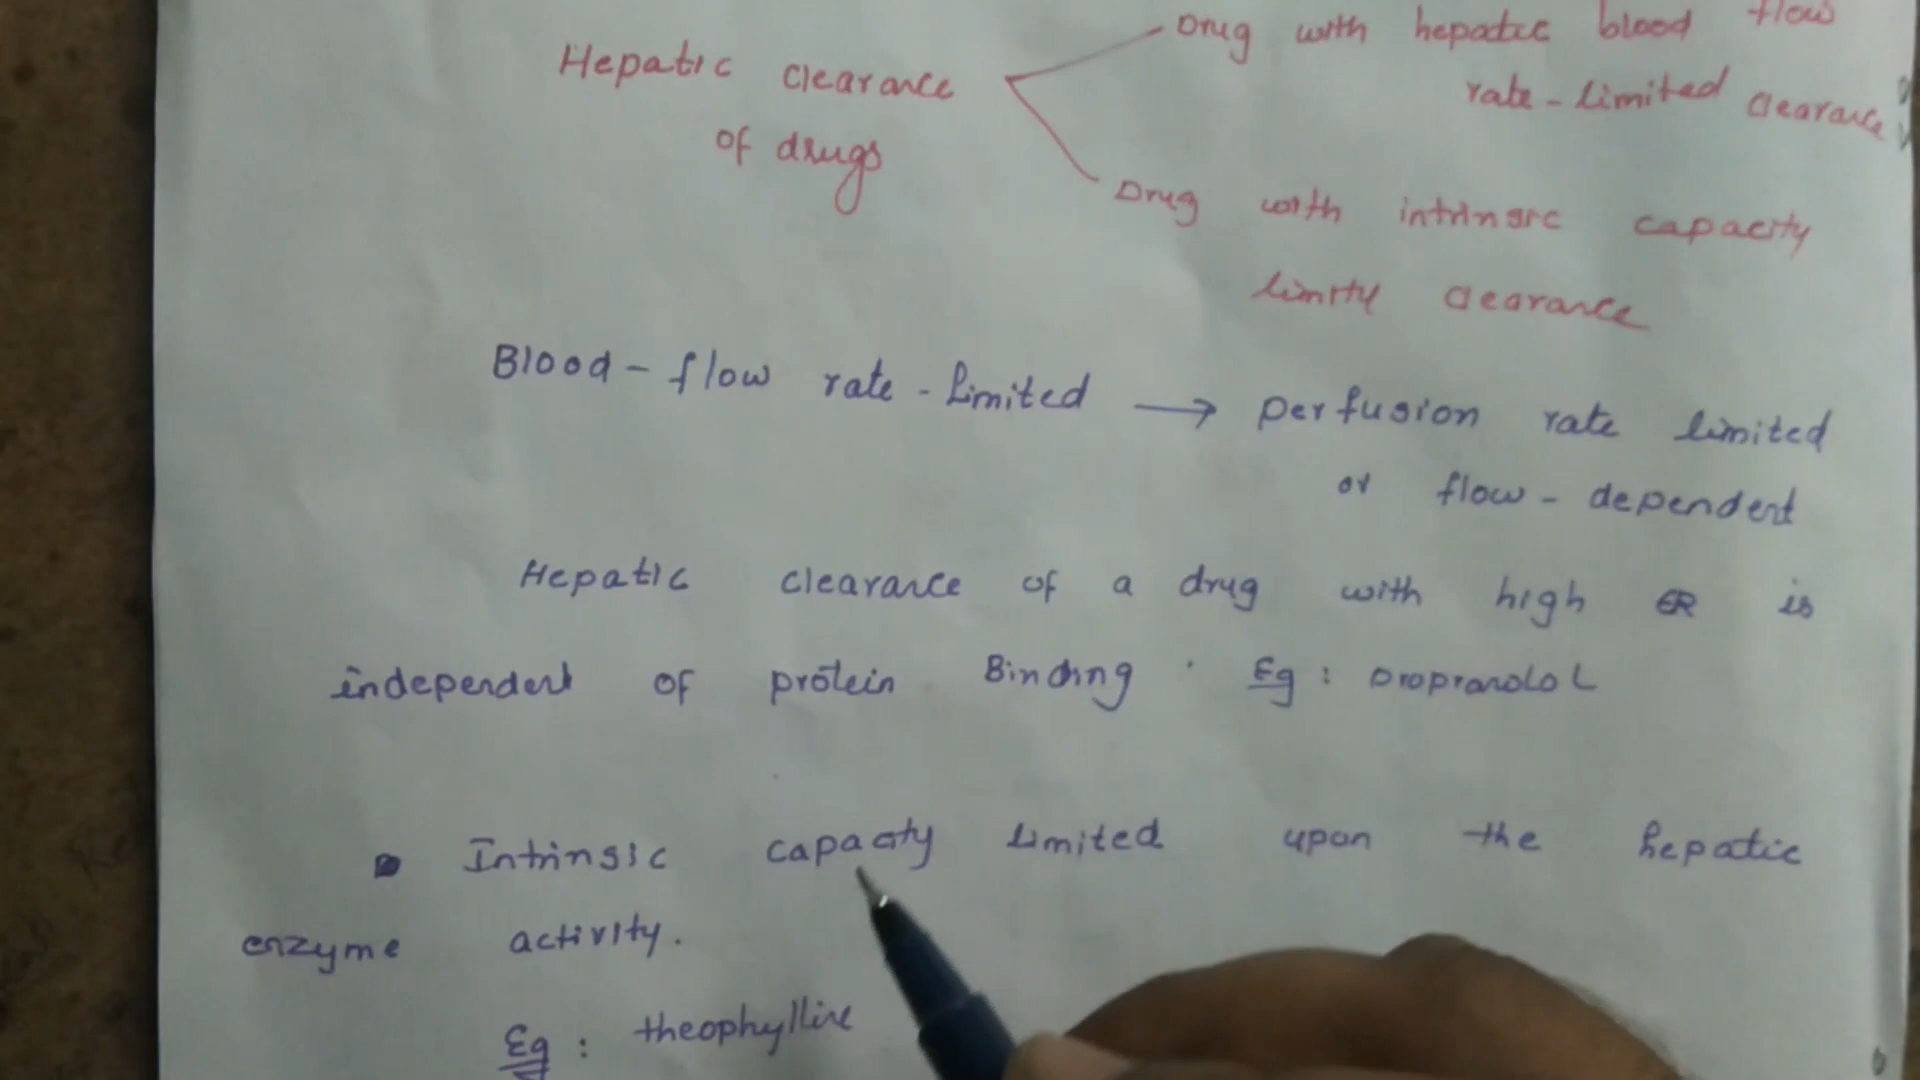 Hepatic clearance
of drugs
Drug with hepatic blood flow
rate-limited clearance
Drug with intrinsic capacity
limity clearance
Blood-flow rate-limited → perfusion rate limited
or flow-dependent
Hepatic clearance of a drug with high ER is
independent of protein Binding. Eg: propranolol
Intrinsic capacity limited upon the hepatic
enzyme activity.
Eg: theophylline